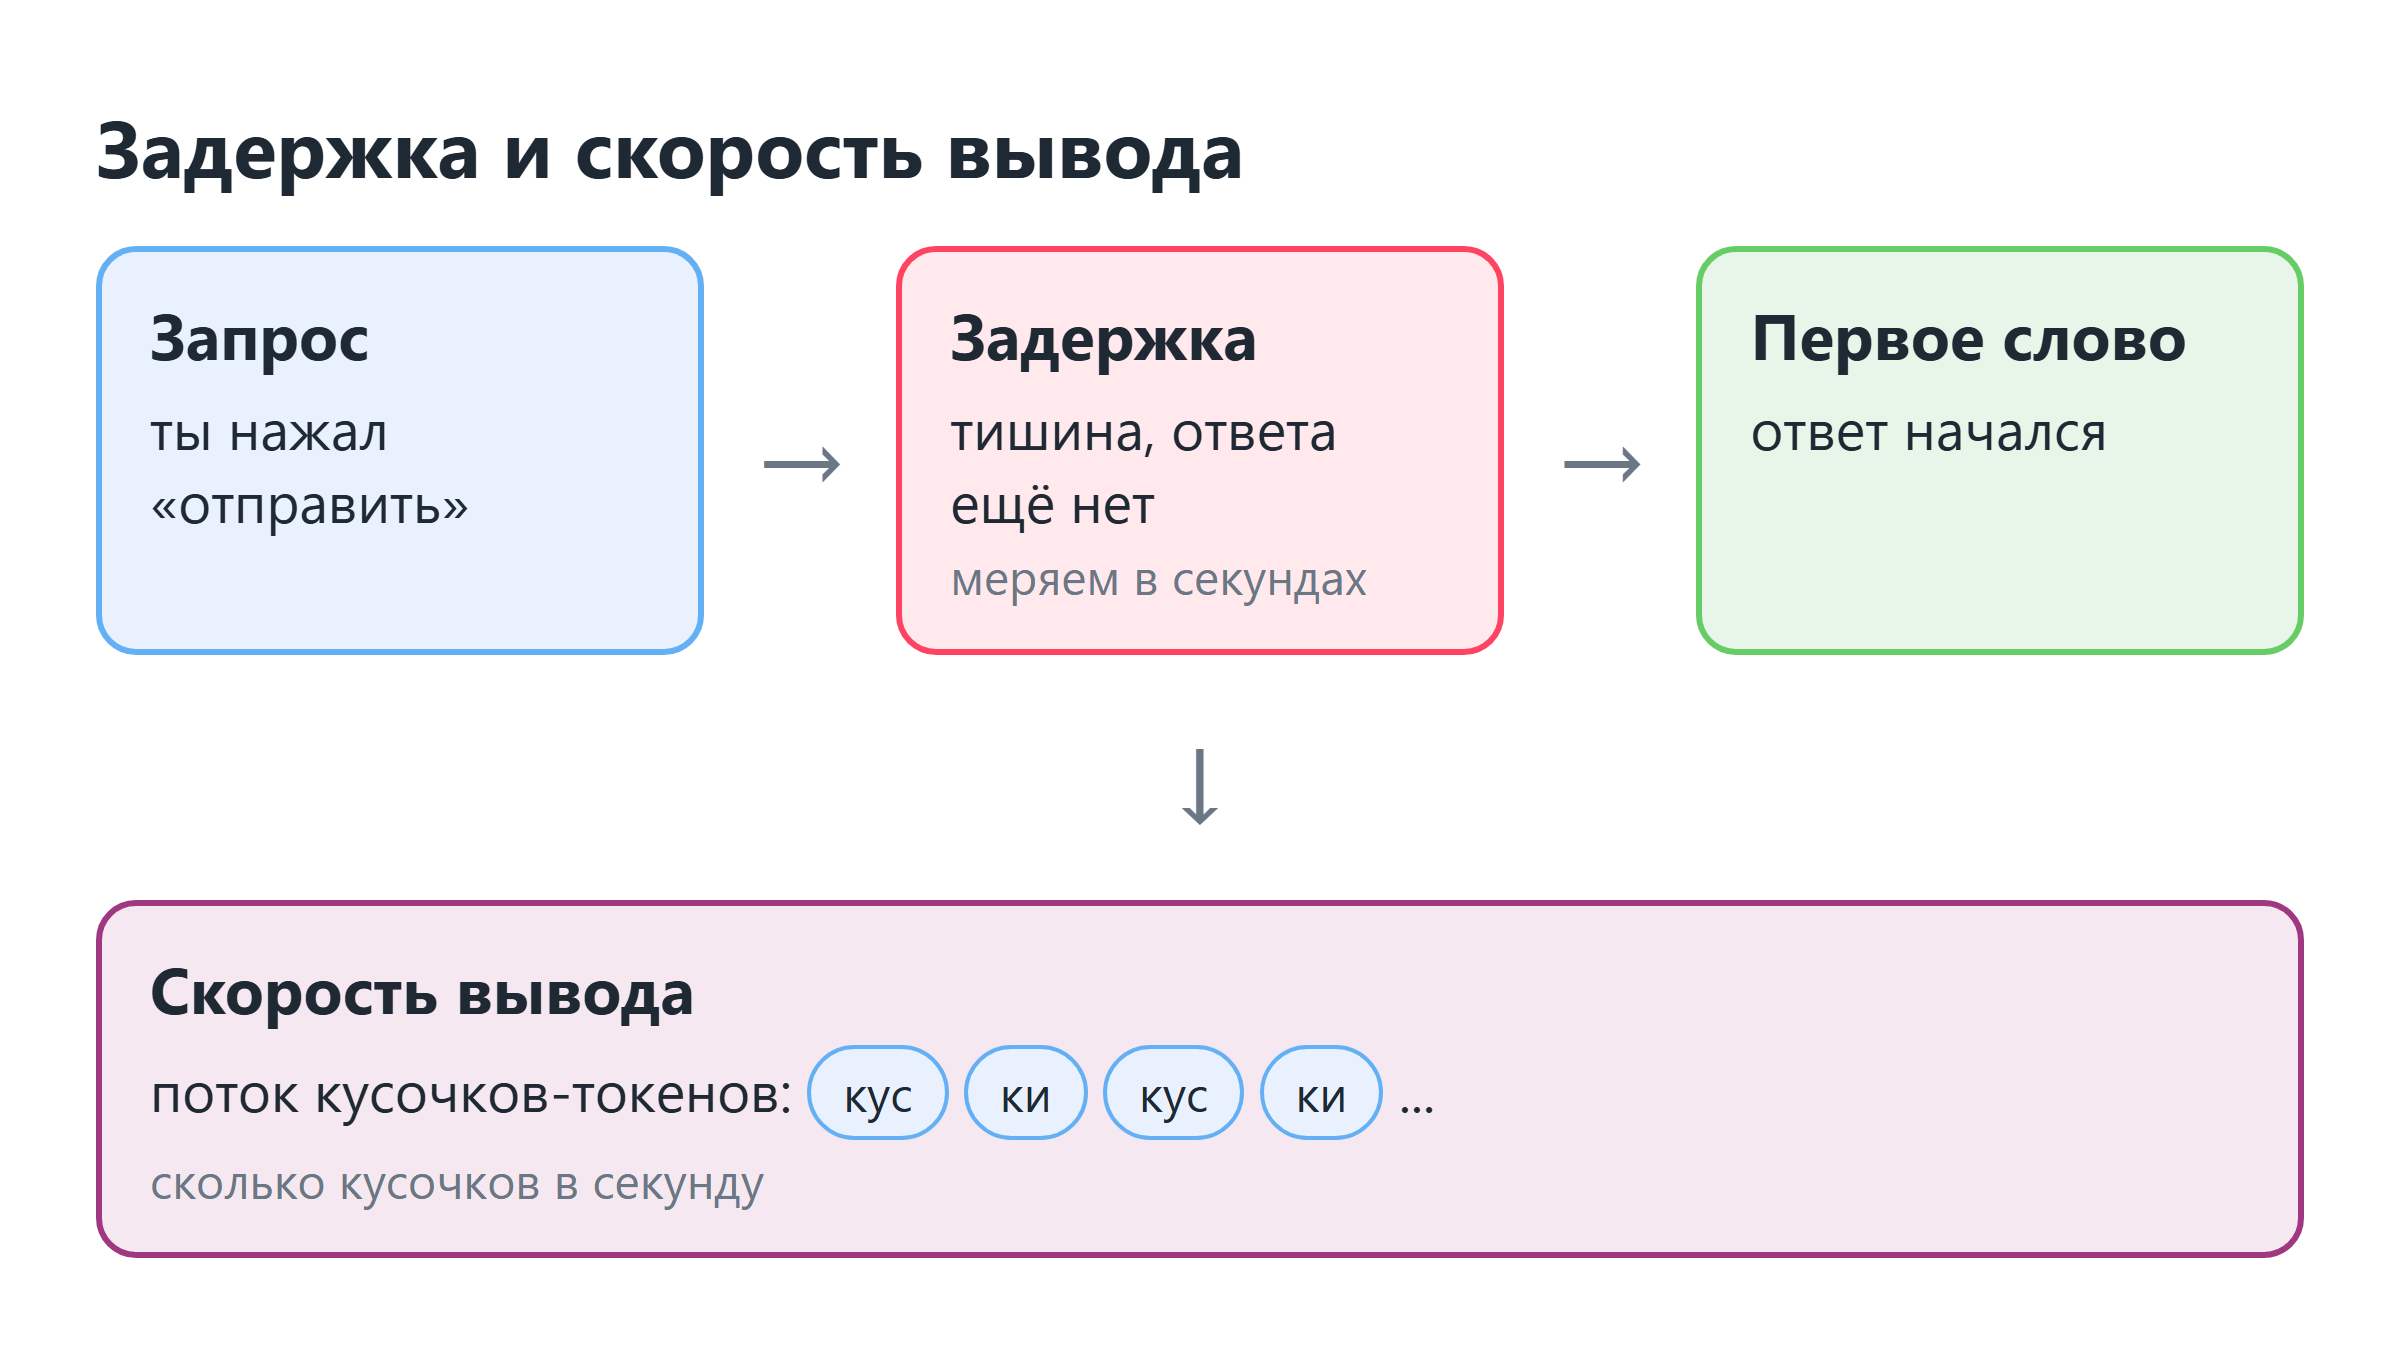 Задержка и скорость вывода
Запрос
ты нажал
«отправить»
→
Задержка
тишина, ответа
ещё нет
меряем в секундах
→
Первое слово
ответ начался
↓
Скорость вывода
поток кусочков-токенов: кус ки кус ки ...
сколько кусочков в секунду